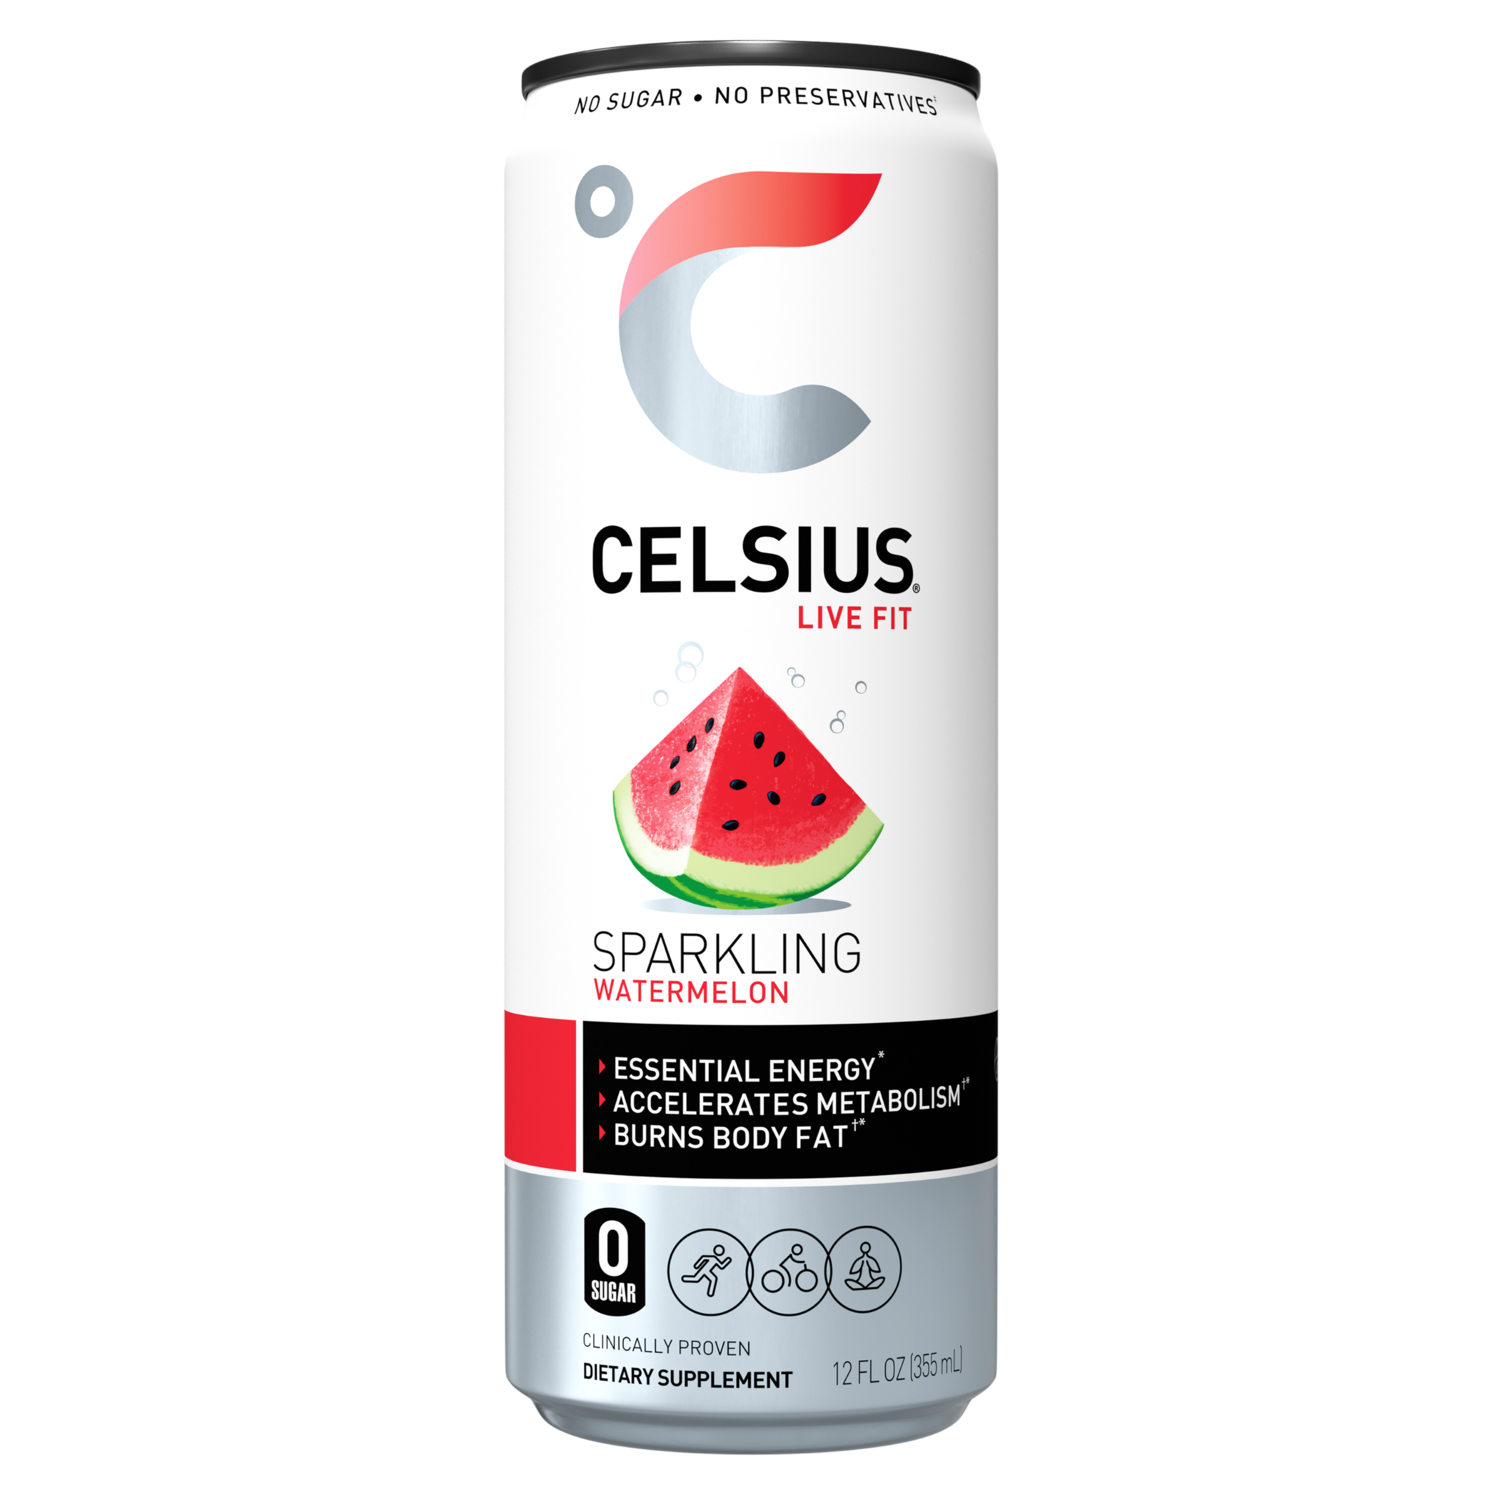 NO SUGAR • NO PRESERVATIVES‡
CELSIUS®
LIVE FIT
SPARKLING
WATERMELON
ESSENTIAL ENERGY*
ACCELERATES METABOLISM†*
BURNS BODY FAT†*
0
SUGAR
CLINICALLY PROVEN
DIETARY SUPPLEMENT
12 FL OZ (355 mL)